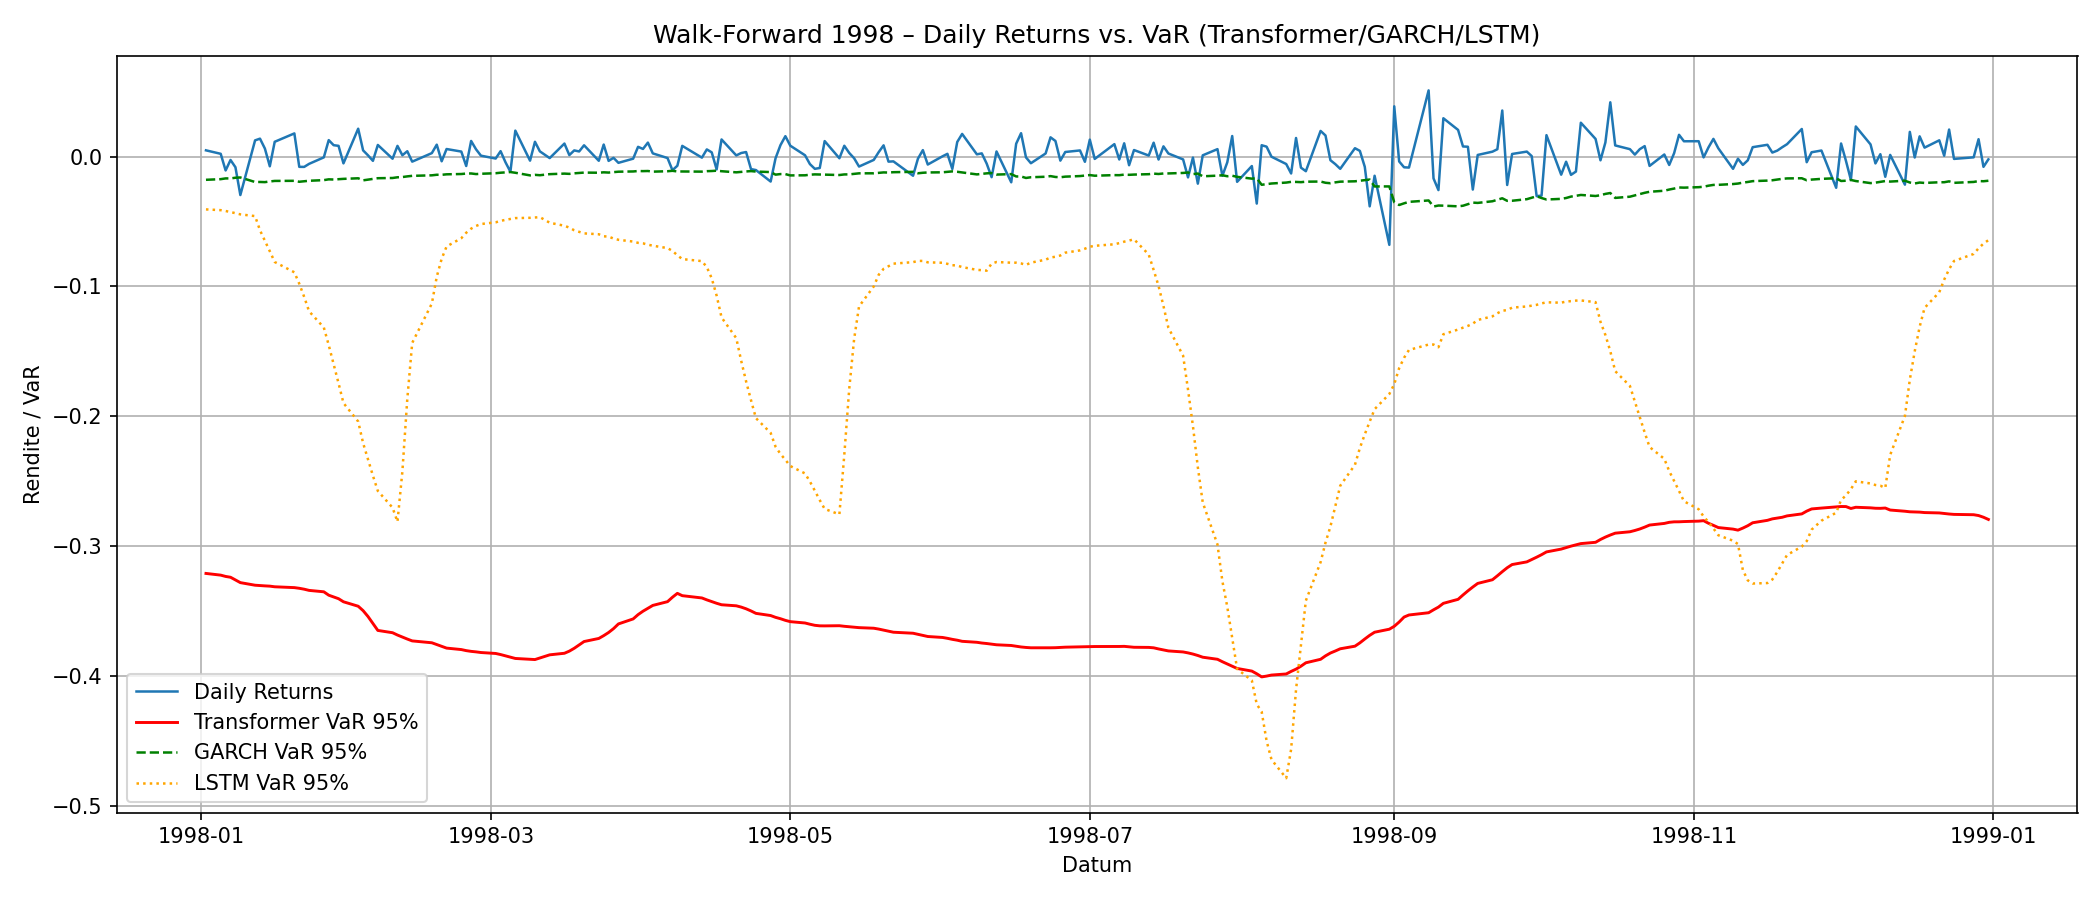 Walk-Forward 1998 – Daily Returns vs. VaR (Transformer/GARCH/LSTM)
Rendite / VaR
0.0
−0.1
−0.2
−0.3
−0.4
−0.5
Daily Returns
Transformer VaR 95%
GARCH VaR 95%
LSTM VaR 95%
1998-01 1998-03 1998-05 1998-07 1998-09 1998-11 1999-01
Datum